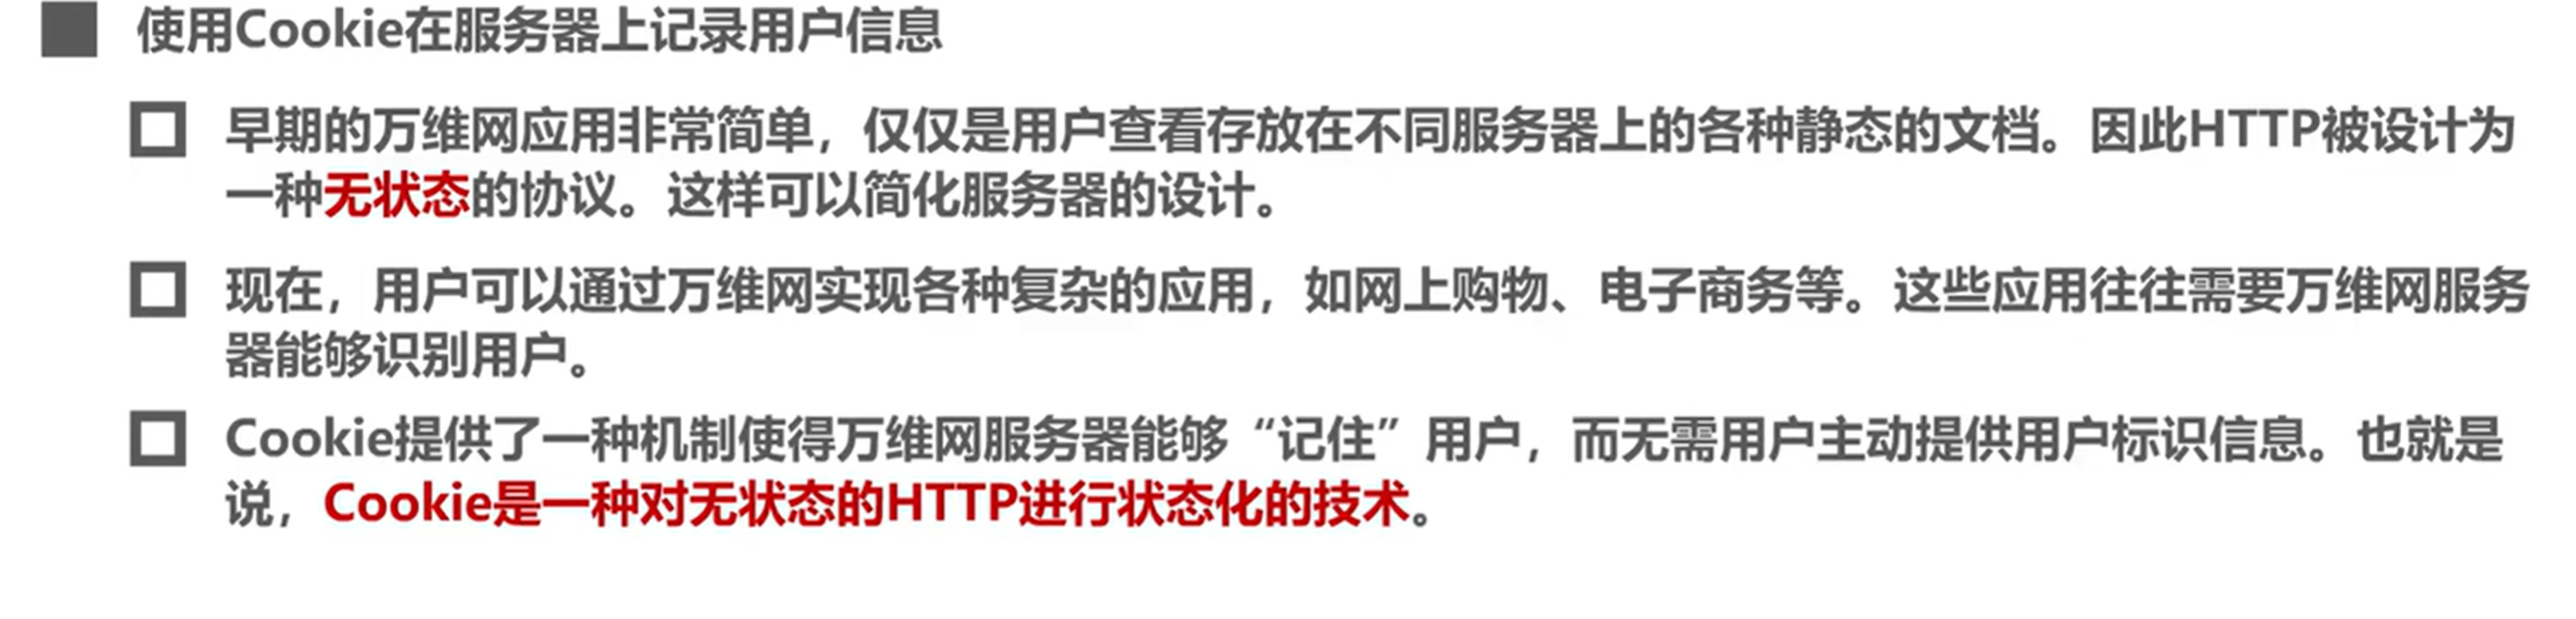 使用Cookie在服务器上记录用户信息
早期的万维网应用非常简单，仅仅是用户查看存放在不同服务器上的各种静态的文档。因此HTTP被设计为
一种无状态的协议。这样可以简化服务器的设计。
现在，用户可以通过万维网实现各种复杂的应用，如网上购物、电子商务等。这些应用往往需要万维网服务
器能够识别用户。
Cookie提供了一种机制使得万维网服务器能够“记住”用户，而无需用户主动提供用户标识信息。也就是
说，Cookie是一种对无状态的HTTP进行状态化的技术。